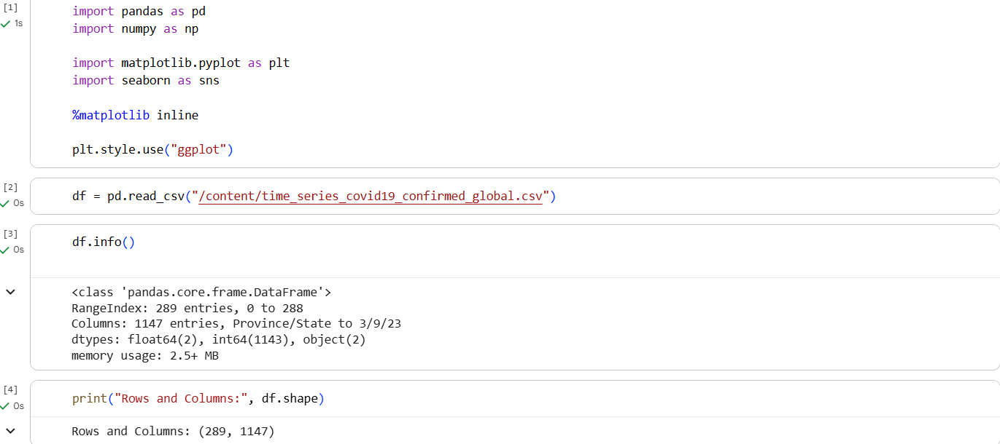 [1]
1s
import pandas as pd
import numpy as np
import matplotlib.pyplot as plt
import seaborn as sns
%matplotlib inline
plt.style.use("ggplot")
[2]
0s
df = pd.read_csv("/content/time_series_covid19_confirmed_global.csv")
[3]
0s
df.info()
<class 'pandas.core.frame.DataFrame'>
RangeIndex: 289 entries, 0 to 288
Columns: 1147 entries, Province/State to 3/9/23
dtypes: float64(2), int64(1143), object(2)
memory usage: 2.5+ MB
[4]
0s
print("Rows and Columns:", df.shape)
Rows and Columns: (289, 1147)